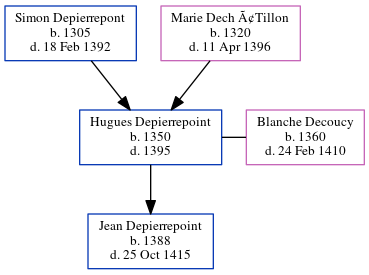 Simon Depierrepont
b. 1305
d. 18 Feb 1392
Marie Dech Ã¢Tillon
b. 1320
d. 11 Apr 1396
Hugues Depierrepoint
b. 1350
d. 1395
Blanche Decoucy
b. 1360
d. 24 Feb 1410
Jean Depierrepoint
b. 1388
d. 25 Oct 1415